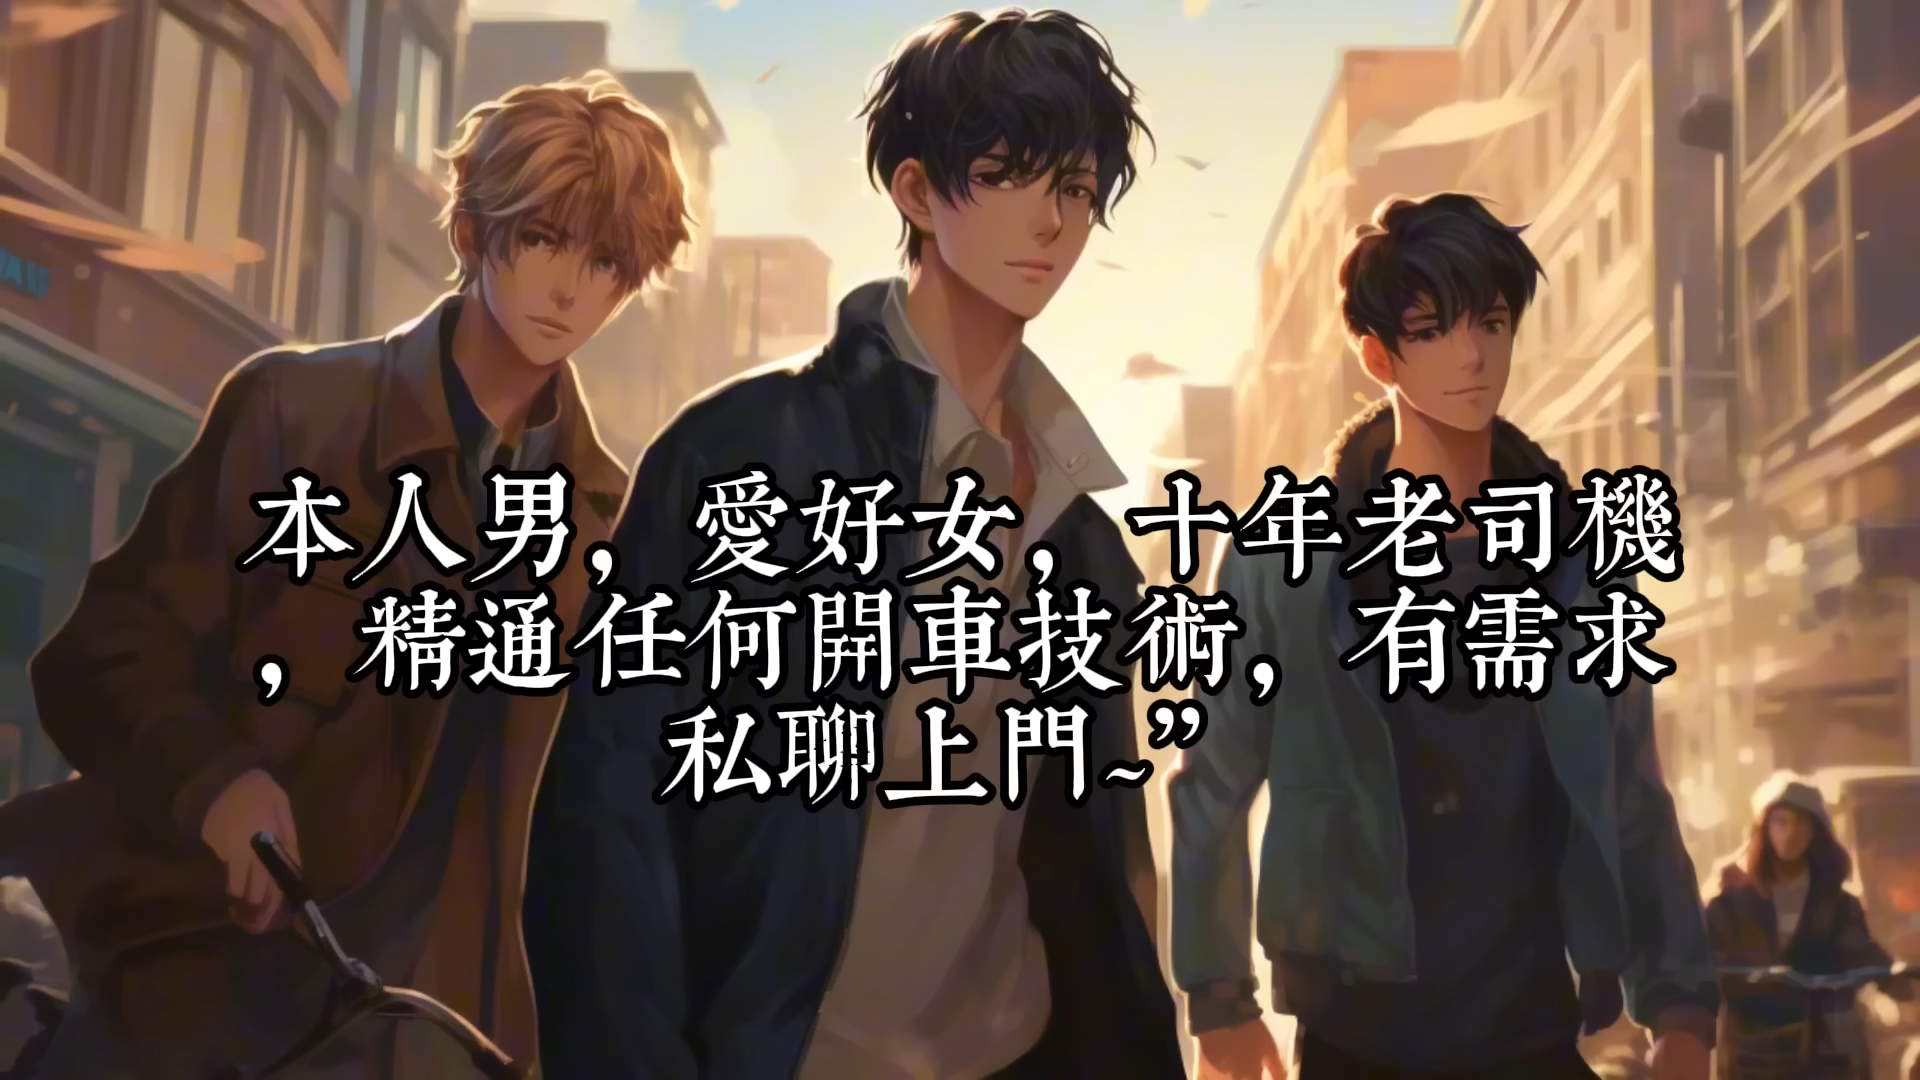 本人男，愛好女，十年老司機
，精通任何開車技術，有需求
私聊上門~”